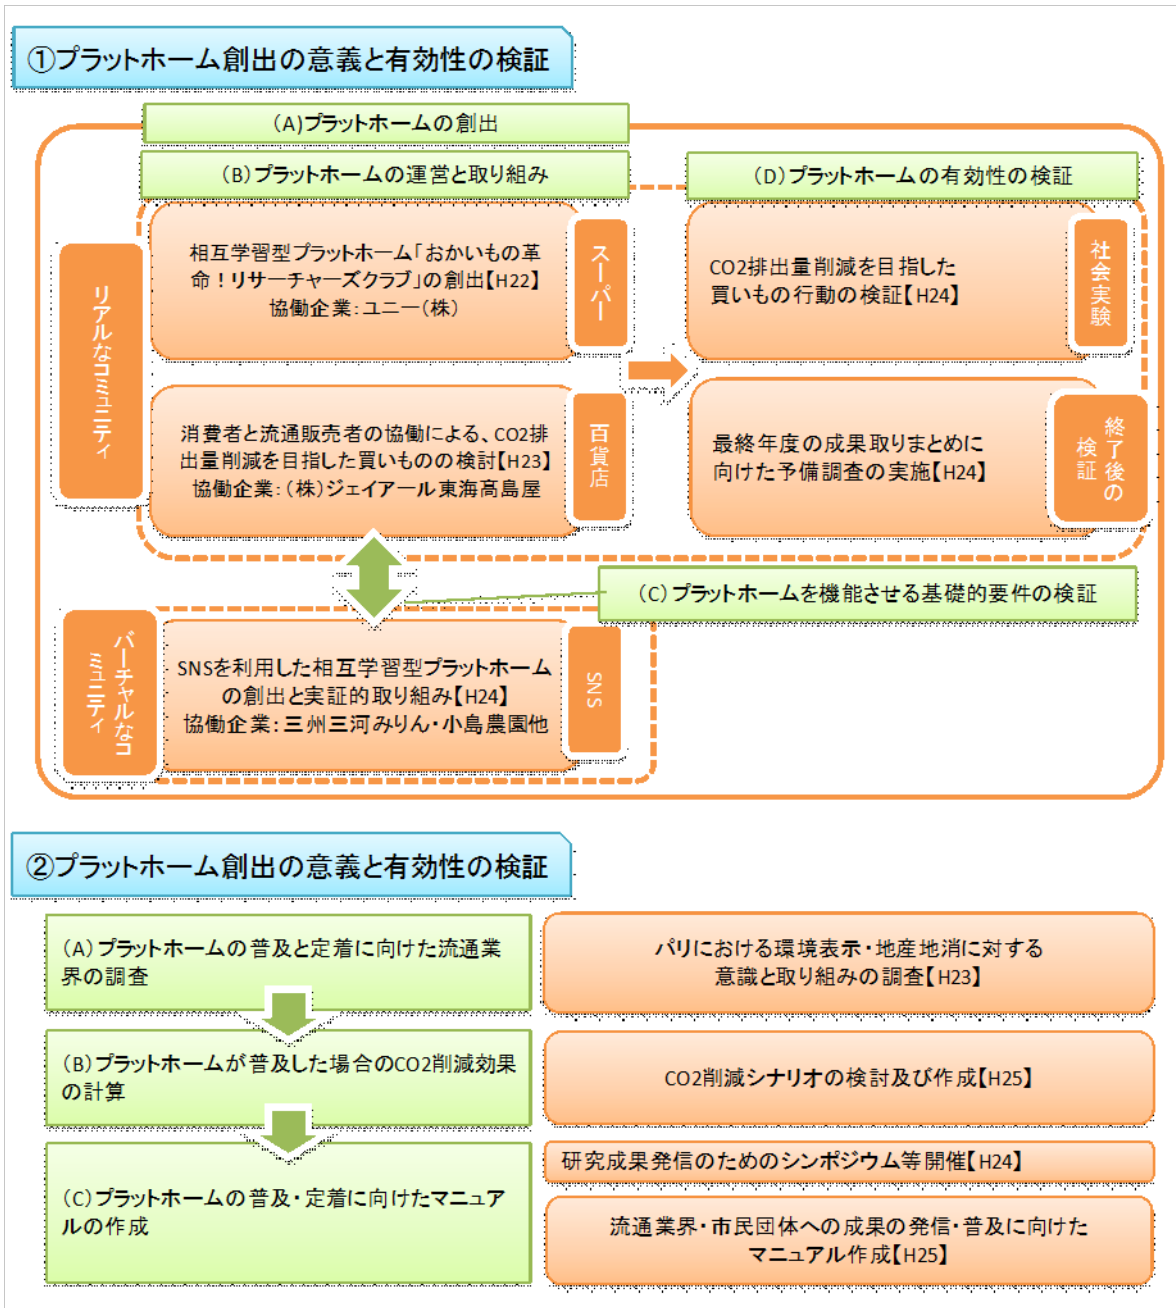 ①プラットホーム創出の意義と有効性の検証
(A)プラットホームの創出
(B)プラットホームの運営と取り組み
(D)プラットホームの有効性の検証
リアルなコミュニティ
相互学習型プラットホーム「おかいもの革
命！リサーチャーズクラブ」の創出【H22】
協働企業：ユニー(株)
スーパー
CO2排出量削減を目指した
買いもの行動の検証【H24】
社会実験
消費者と流通販売者の協働による、CO2排
出量削減を目指した買いものの検討【H23】
協働企業：(株)ジェイアール東海髙島屋
百貨店
最終年度の成果取りまとめに
向けた予備調査の実施【H24】
終了後の
検証
(C)プラットホームを機能させる基礎的要件の検証
バーチャルなコ
ミュニティ
SNSを利用した相互学習型プラットホーム
の創出と実証的取り組み【H24】
協働企業：三州三河みりん・小島農園他
SNS
②プラットホーム創出の意義と有効性の検証
(A)プラットホームの普及と定着に向けた流通業
界の調査
パリにおける環境表示・地産地消に対する
意識と取り組みの調査【H23】
(B)プラットホームが普及した場合のCO2削減効果
の計算
CO2削減シナリオの検討及び作成【H25】
(C)プラットホームの普及・定着に向けたマニュア
ルの作成
研究成果発信のためのシンポジウム等開催【H24】
流通業界・市民団体への成果の発信・普及に向けた
マニュアル作成【H25】